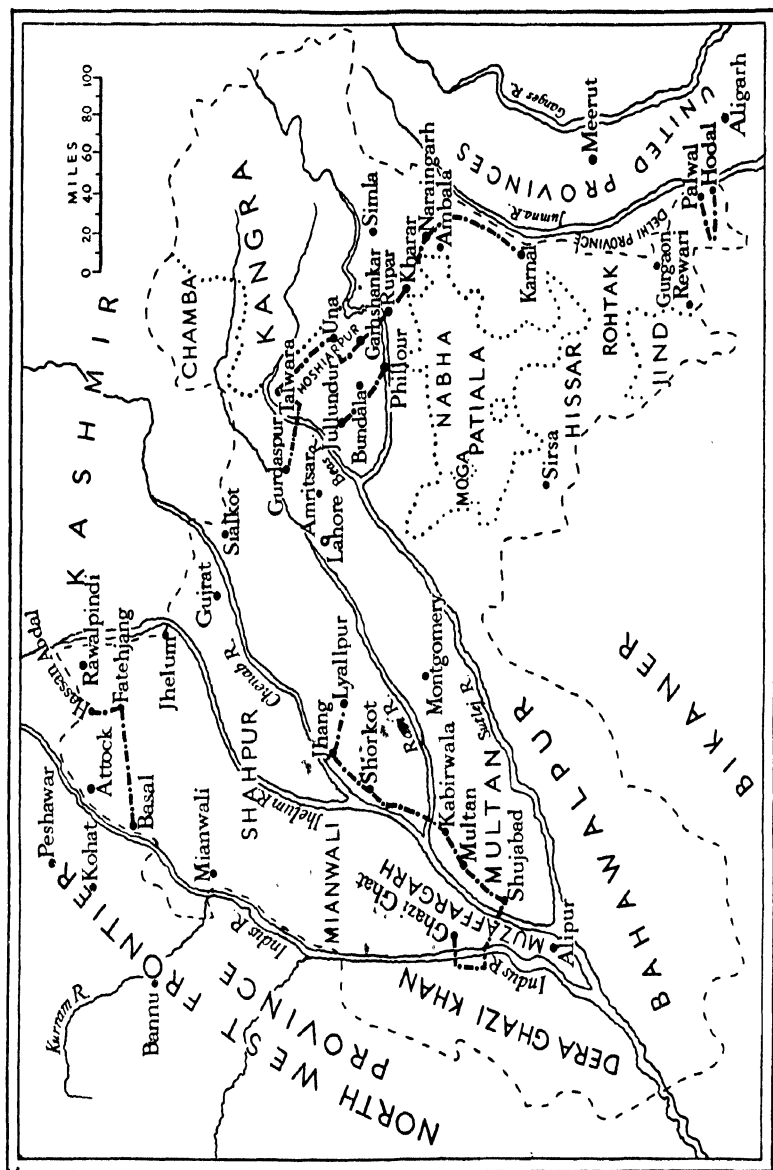 MILES
0 20 40 60 80 100
KASHMIR
CHAMBA
KANGRA
NORTH WEST FRONTIER
PROVINCE
Peshawar
Kohat
Kurram R.
Bannu
Attock
Hassan Abdal
Rawalpindi
Fatehjang
Basal
Jhelum
Mianwali
Indus R.
SHAHPUR
Jhelum R.
Gujrat
Sialkot
Chenab R.
MIANWALI
Jhang
Lyallpur
Shorkot
Ravi R.
Lahore
Amritsar
Beas
Gurdaspur
Talwara
HOSHIARPUR
Una
Jullundur
Garhshankar
Bundala
Phillour
Rupar
Kharar
Simla
Naraingarh
Ambala
NABHA
PATIALA
MOGA
Karnal
Jumna R.
Ganges R.
Meerut
UNITED PROVINCES
DELHI PROVINCE
Aligarh
Palwal
Hodal
Gurgaon
Rewari
ROHTAK
JIND
HISSAR
Sirsa
Montgomery
Sutlej R.
Kabirwala
Multan
MULTAN
Shujabad
Ghazi Ghat
MUZAFFARGARH
Indus R.
Alipur
DERA GHAZI KHAN
BAHAWALPUR
BIKANER